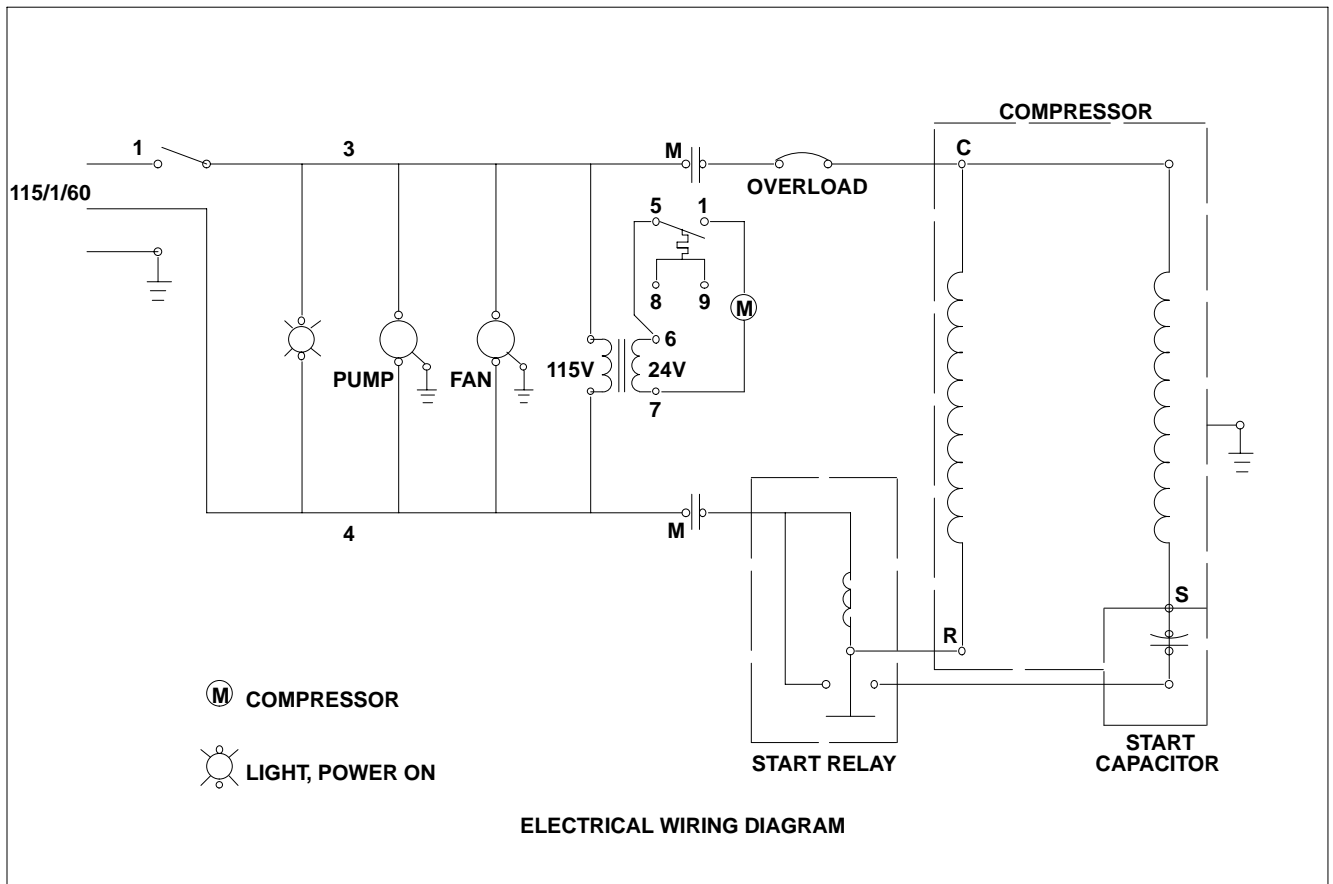 COMPRESSOR
1
3
M
C
115/1/60
OVERLOAD
5
1
8
9
M
6
115V
24V
PUMP
FAN
7
4
M
S
R
M
COMPRESSOR
START RELAY
START
CAPACITOR
LIGHT, POWER ON
ELECTRICAL WIRING DIAGRAM